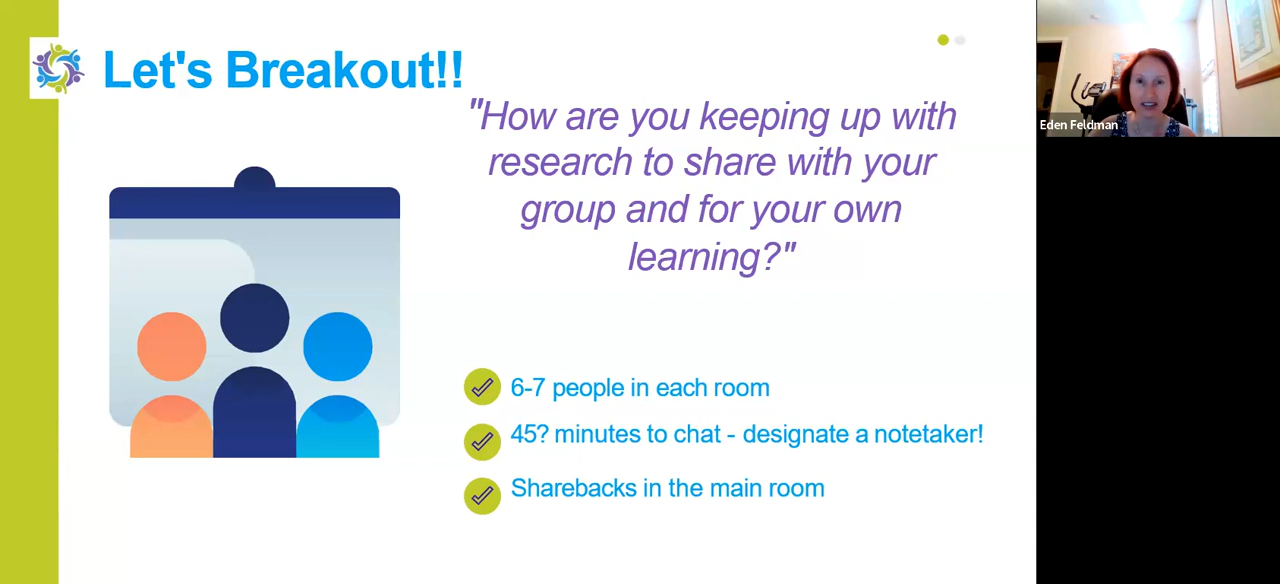 Let's Breakout!!
"How are you keeping up with
research to share with your
group and for your own
learning?"
6-7 people in each room
45? minutes to chat - designate a notetaker!
Sharebacks in the main room
Eden Feldman